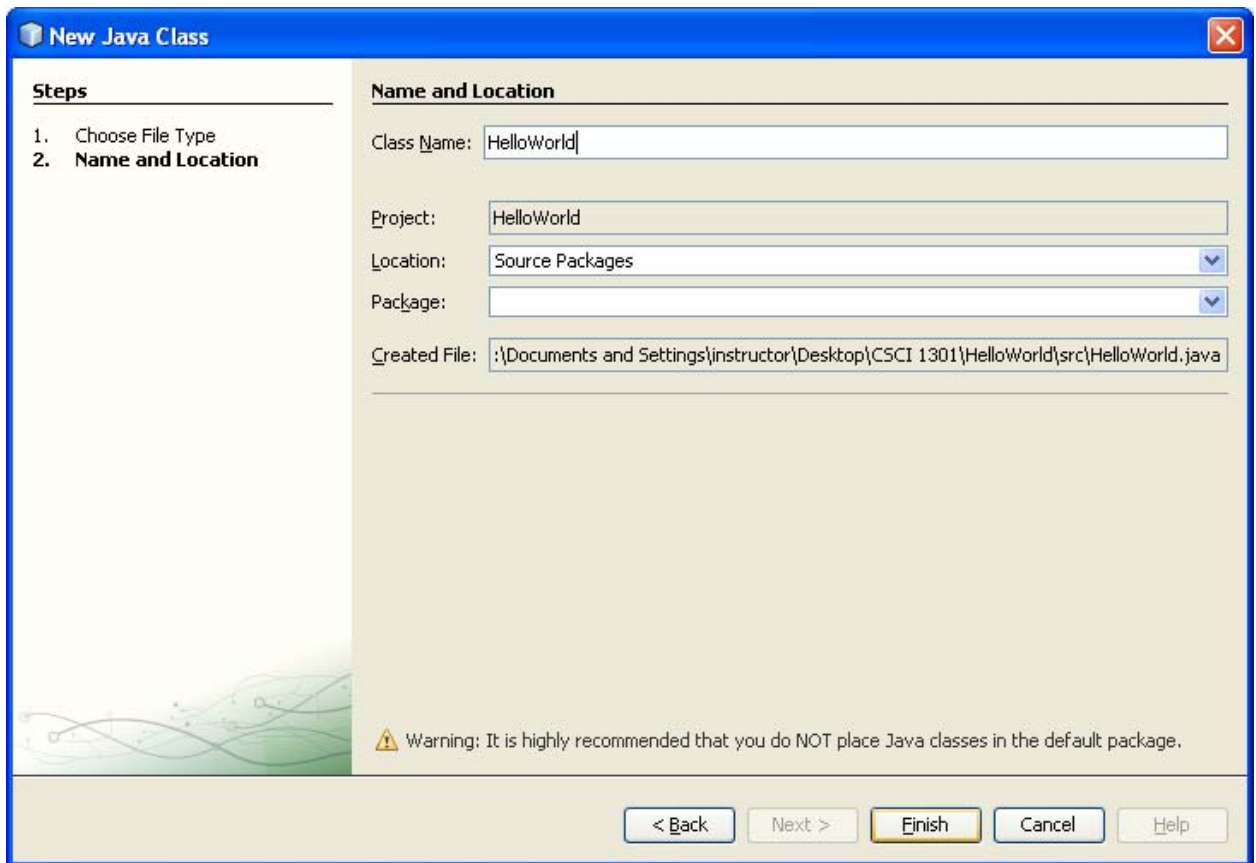 New Java Class
Steps
1. Choose File Type
2. Name and Location
Name and Location
Class Name: HelloWorld
Project: HelloWorld
Location: Source Packages
Package:
Created File: :\Documents and Settings\instructor\Desktop\CSCI 1301\HelloWorld\src\HelloWorld.java
Warning: It is highly recommended that you do NOT place Java classes in the default package.
< Back Next > Finish Cancel Help